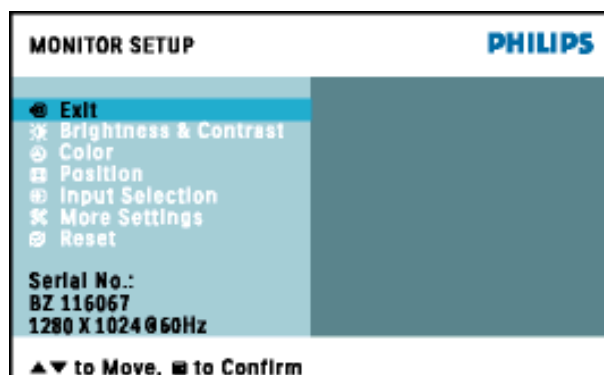 MONITOR SETUP
PHILIPS
Exit
Brightness & Contrast
Color
Position
Input Selection
More Settings
Reset
Serial No.:
BZ 116067
1280 X 1024@60Hz
▲▼ to Move, to Confirm